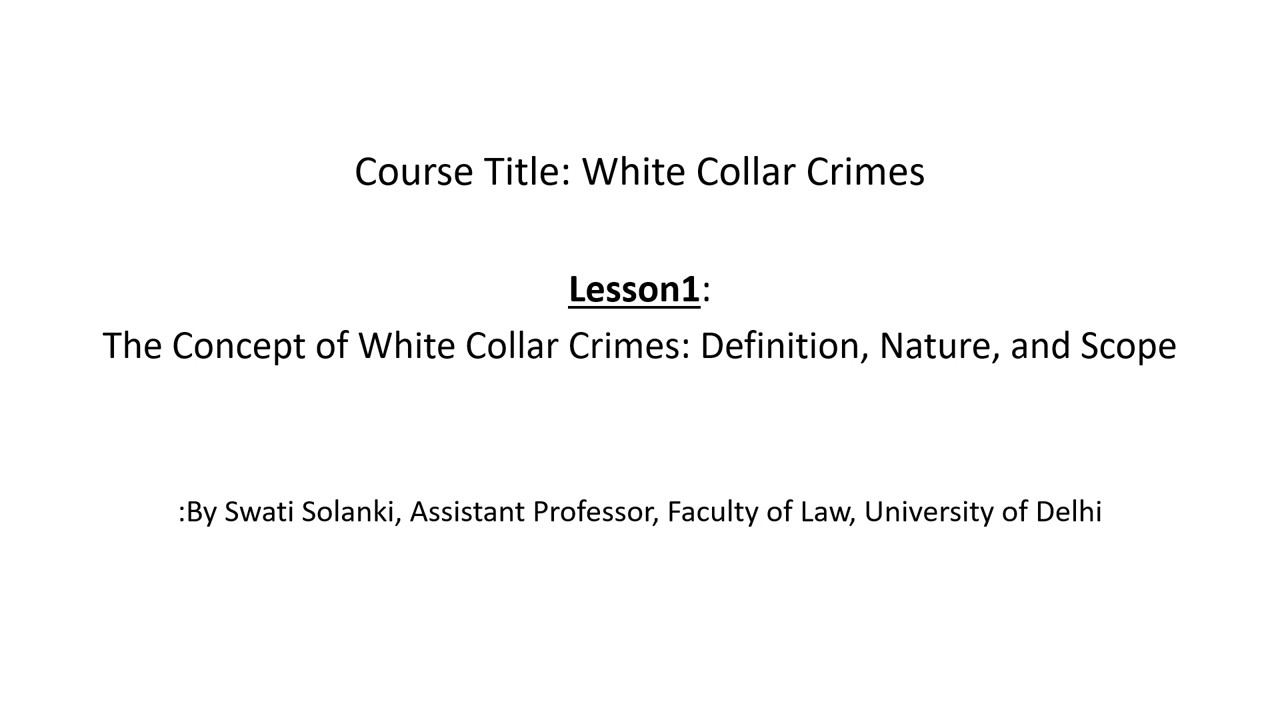 Course Title: White Collar Crimes
Lesson1:
The Concept of White Collar Crimes: Definition, Nature, and Scope
:By Swati Solanki, Assistant Professor, Faculty of Law, University of Delhi